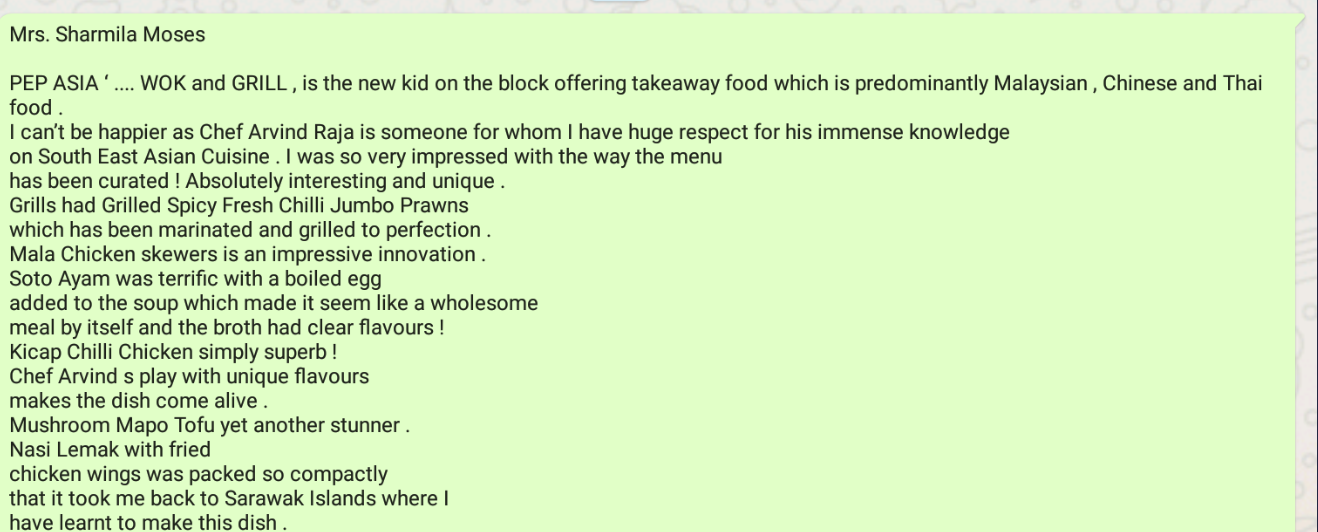 Mrs. Sharmila Moses
PEP ASIA ‘ .... WOK and GRILL , is the new kid on the block offering takeaway food which is predominantly Malaysian , Chinese and Thai
food .
I can’t be happier as Chef Arvind Raja is someone for whom I have huge respect for his immense knowledge
on South East Asian Cuisine . I was so very impressed with the way the menu
has been curated ! Absolutely interesting and unique .
Grills had Grilled Spicy Fresh Chilli Jumbo Prawns
which has been marinated and grilled to perfection .
Mala Chicken skewers is an impressive innovation .
Soto Ayam was terrific with a boiled egg
added to the soup which made it seem like a wholesome
meal by itself and the broth had clear flavours !
Kicap Chilli Chicken simply superb !
Chef Arvind s play with unique flavours
makes the dish come alive .
Mushroom Mapo Tofu yet another stunner .
Nasi Lemak with fried
chicken wings was packed so compactly
that it took me back to Sarawak Islands where I
have learnt to make this dish .